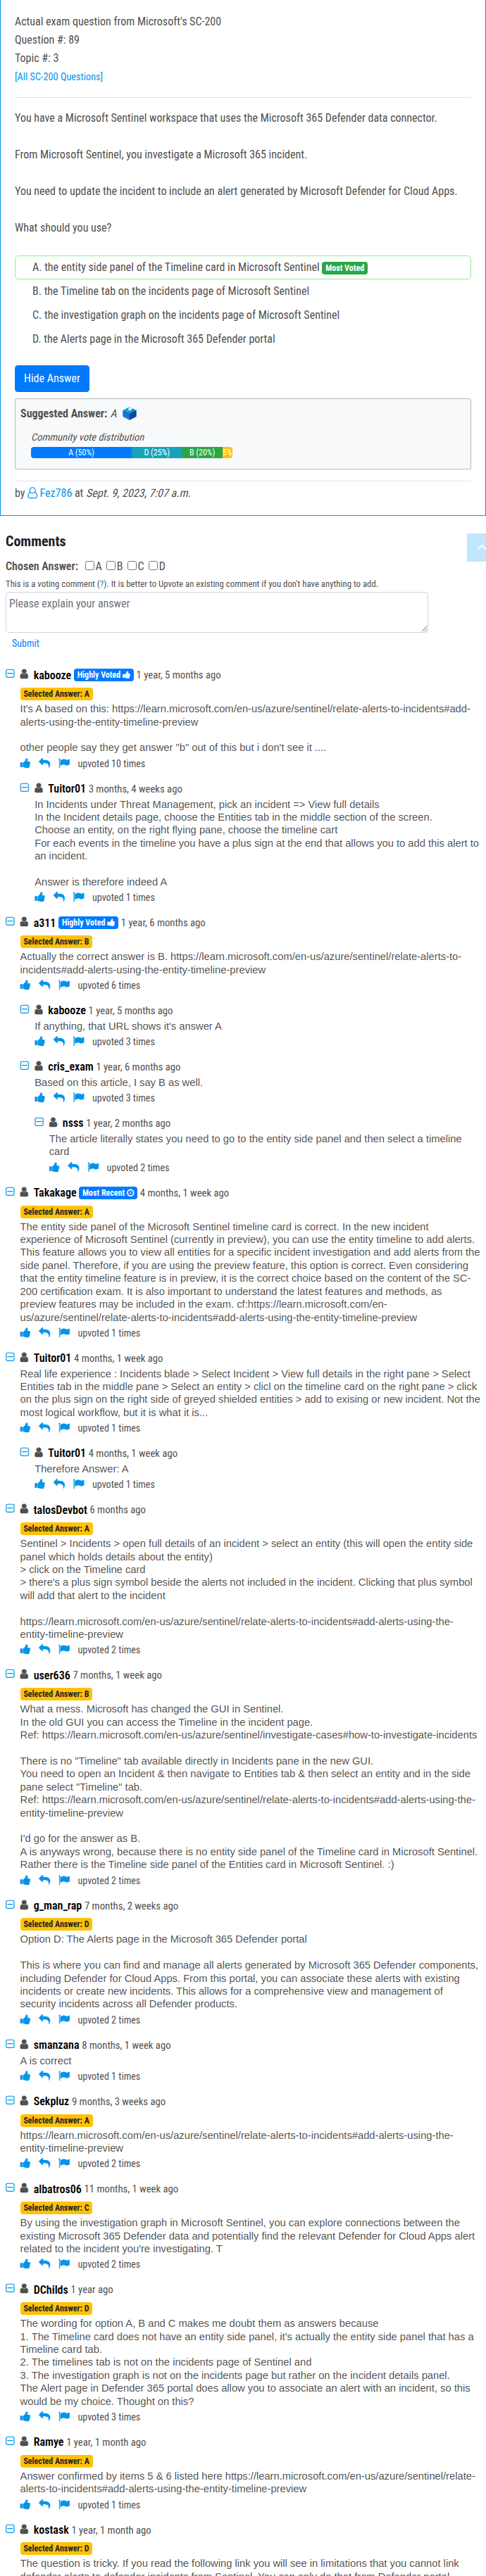 Actual exam question from Microsoft's SC-200
Question #: 89
Topic #: 3
[All SC-200 Questions]
You have a Microsoft Sentinel workspace that uses the Microsoft 365 Defender data connector.
From Microsoft Sentinel, you investigate a Microsoft 365 incident.
You need to update the incident to include an alert generated by Microsoft Defender for Cloud Apps.
What should you use?
A. the entity side panel of the Timeline card in Microsoft Sentinel Most Voted
B. the Timeline tab on the incidents page of Microsoft Sentinel
C. the investigation graph on the incidents page of Microsoft Sentinel
D. the Alerts page in the Microsoft 365 Defender portal
Hide Answer
Suggested Answer: A
Community vote distribution
A (50%) D (25%) B (20%) 5%
by Fez786 at Sept. 9, 2023, 7:07 a.m.
Comments
Chosen Answer: A B C D
This is a voting comment (?). It is better to Upvote an existing comment if you don't have anything to add.
Please explain your answer
Submit
kabooze Highly Voted 1 year, 5 months ago
Selected Answer: A
It's A based on this: https://learn.microsoft.com/en-us/azure/sentinel/relate-alerts-to-incidents#add-
alerts-using-the-entity-timeline-preview
other people say they get answer "b" out of this but i don't see it ....
upvoted 10 times
Tuitor01 3 months, 4 weeks ago
In Incidents under Threat Management, pick an incident => View full details
In the Incident details page, choose the Entities tab in the middle section of the screen.
Choose an entity, on the right flying pane, choose the timeline cart
For each events in the timeline you have a plus sign at the end that allows you to add this alert to
an incident.
Answer is therefore indeed A
upvoted 1 times
a311 Highly Voted 1 year, 6 months ago
Selected Answer: B
Actually the correct answer is B. https://learn.microsoft.com/en-us/azure/sentinel/relate-alerts-to-
incidents#add-alerts-using-the-entity-timeline-preview
upvoted 6 times
kabooze 1 year, 5 months ago
If anything, that URL shows it's answer A
upvoted 3 times
cris_exam 1 year, 6 months ago
Based on this article, I say B as well.
upvoted 3 times
nsss 1 year, 2 months ago
The article literally states you need to go to the entity side panel and then select a timeline
card
upvoted 2 times
Takakage Most Recent 4 months, 1 week ago
Selected Answer: A
The entity side panel of the Microsoft Sentinel timeline card is correct. In the new incident
experience of Microsoft Sentinel (currently in preview), you can use the entity timeline to add alerts.
This feature allows you to view all entities for a specific incident investigation and add alerts from the
side panel. Therefore, if you are using the preview feature, this option is correct. Even considering
that the entity timeline feature is in preview, it is the correct choice based on the content of the SC-
200 certification exam. It is also important to understand the latest features and methods, as
preview features may be included in the exam. cf:https://learn.microsoft.com/en-
us/azure/sentinel/relate-alerts-to-incidents#add-alerts-using-the-entity-timeline-preview
upvoted 1 times
Tuitor01 4 months, 1 week ago
Real life experience : Incidents blade > Select Incident > View full details in the right pane > Select
Entities tab in the middle pane > Select an entity > clicl on the timeline card on the right pane > click
on the plus sign on the right side of greyed shielded entities > add to exising or new incident. Not the
most logical workflow, but it is what it is...
upvoted 1 times
Tuitor01 4 months, 1 week ago
Therefore Answer: A
upvoted 1 times
talosDevbot 6 months ago
Selected Answer: A
Sentinel > Incidents > open full details of an incident > select an entity (this will open the entity side
panel which holds details about the entity)
> click on the Timeline card
> there's a plus sign symbol beside the alerts not included in the incident. Clicking that plus symbol
will add that alert to the incident
https://learn.microsoft.com/en-us/azure/sentinel/relate-alerts-to-incidents#add-alerts-using-the-
entity-timeline-preview
upvoted 2 times
user636 7 months, 1 week ago
Selected Answer: B
What a mess. Microsoft has changed the GUI in Sentinel.
In the old GUI you can access the Timeline in the incident page.
Ref: https://learn.microsoft.com/en-us/azure/sentinel/investigate-cases#how-to-investigate-incidents
There is no "Timeline" tab available directly in Incidents pane in the new GUI.
You need to open an Incident & then navigate to Entities tab & then select an entity and in the side
pane select "Timeline" tab.
Ref: https://learn.microsoft.com/en-us/azure/sentinel/relate-alerts-to-incidents#add-alerts-using-the-
entity-timeline-preview
I'd go for the answer as B.
A is anyways wrong, because there is no entity side panel of the Timeline card in Microsoft Sentinel.
Rather there is the Timeline side panel of the Entities card in Microsoft Sentinel. :)
upvoted 2 times
g_man_rap 7 months, 2 weeks ago
Selected Answer: D
Option D: The Alerts page in the Microsoft 365 Defender portal
This is where you can find and manage all alerts generated by Microsoft 365 Defender components,
including Defender for Cloud Apps. From this portal, you can associate these alerts with existing
incidents or create new incidents. This allows for a comprehensive view and management of
security incidents across all Defender products.
upvoted 2 times
smanzana 8 months, 1 week ago
A is correct
upvoted 1 times
Sekpluz 9 months, 3 weeks ago
Selected Answer: A
https://learn.microsoft.com/en-us/azure/sentinel/relate-alerts-to-incidents#add-alerts-using-the-
entity-timeline-preview
upvoted 2 times
albatros06 11 months, 1 week ago
Selected Answer: C
By using the investigation graph in Microsoft Sentinel, you can explore connections between the
existing Microsoft 365 Defender data and potentially find the relevant Defender for Cloud Apps alert
related to the incident you're investigating. T
upvoted 2 times
DChilds 1 year ago
Selected Answer: D
The wording for option A, B and C makes me doubt them as answers because
1. The Timeline card does not have an entity side panel, it's actually the entity side panel that has a
Timeline card tab.
2. The timelines tab is not on the incidents page of Sentinel and
3. The investigation graph is not on the incidents page but rather on the incident details panel.
The Alert page in Defender 365 portal does allow you to associate an alert with an incident, so this
would be my choice. Thought on this?
upvoted 3 times
Ramye 1 year, 1 month ago
Selected Answer: A
Answer confirmed by items 5 & 6 listed here https://learn.microsoft.com/en-us/azure/sentinel/relate-
alerts-to-incidents#add-alerts-using-the-entity-timeline-preview
upvoted 1 times
kostask 1 year, 1 month ago
Selected Answer: D
The question is tricky. If you read the following link you will see in limitations that you cannot link